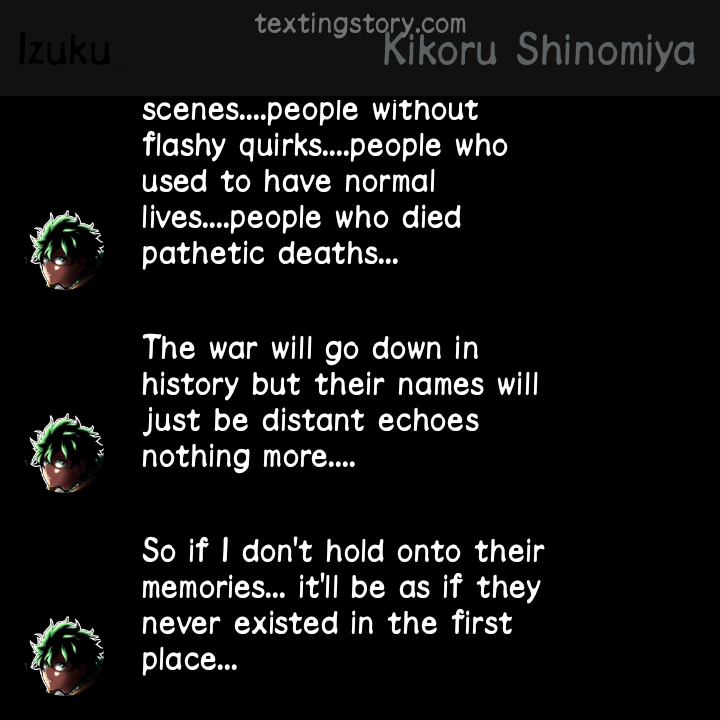 textingstory.com
Izuku
Kikoru Shinomiya
scenes....people without
flashy quirks....people who
used to have normal
lives....people who died
pathetic deaths...
The war will go down in
history but their names will
just be distant echoes
nothing more....
So if I don't hold onto their
memories... it'll be as if they
never existed in the first
place...